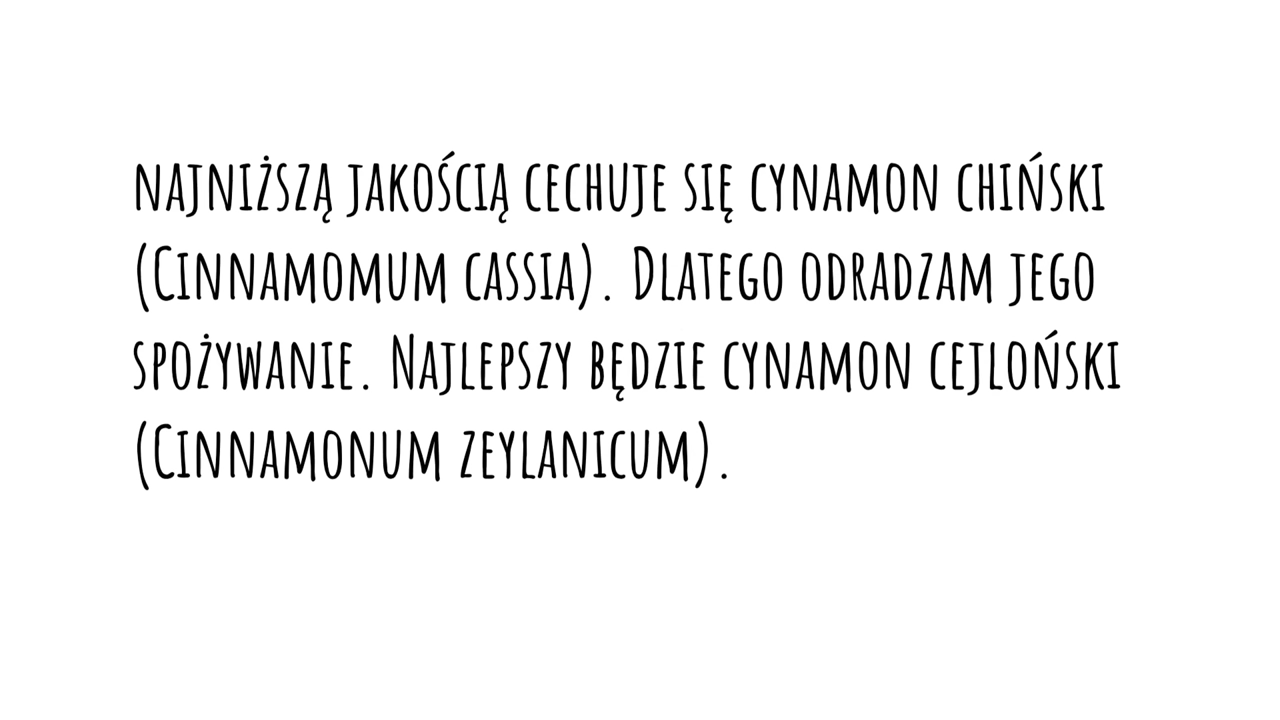 najniższą jakością cechuje się cynamon chiński
(Cinnamomum cassia). Dlatego odradzam jego
spożywanie. Najlepszy będzie cynamon cejloński
(Cinnamonum zeylanicum).